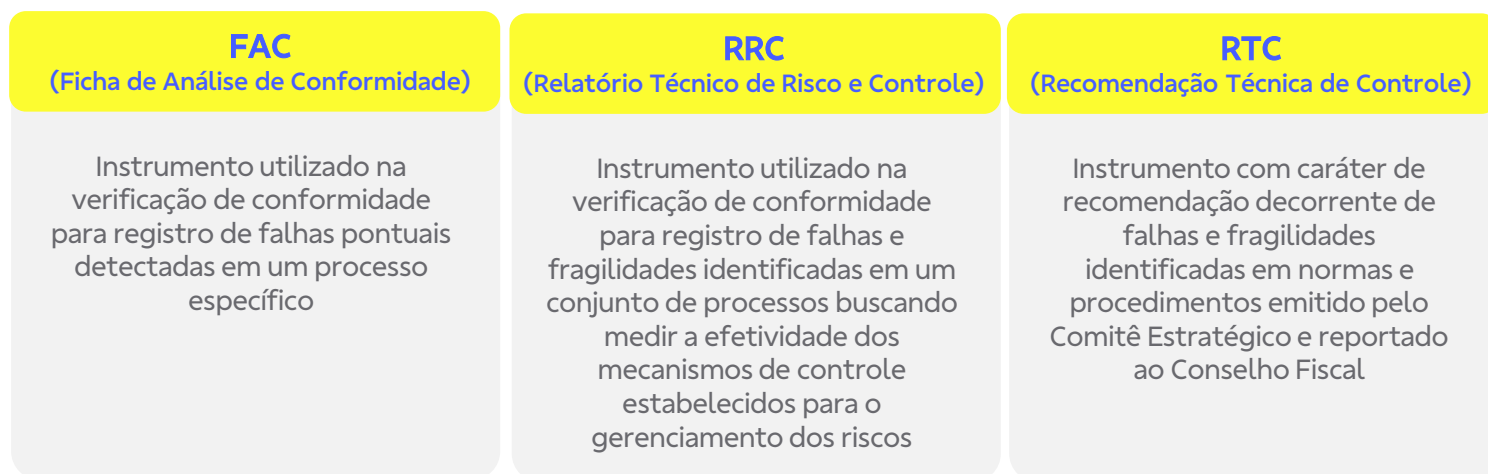 FAC
(Ficha de Análise de Conformidade)
Instrumento utilizado na
verificação de conformidade
para registro de falhas pontuais
detectadas em um processo
específico
RRC
(Relatório Técnico de Risco e Controle)
Instrumento utilizado na
verificação de conformidade
para registro de falhas e
fragilidades identificadas em um
conjunto de processos buscando
medir a efetividade dos
mecanismos de controle
estabelecidos para o
gerenciamento dos riscos
RTC
(Recomendação Técnica de Controle)
Instrumento com caráter de
recomendação decorrente de
falhas e fragilidades
identificadas em normas e
procedimentos emitido pelo
Comitê Estratégico e reportado
ao Conselho Fiscal